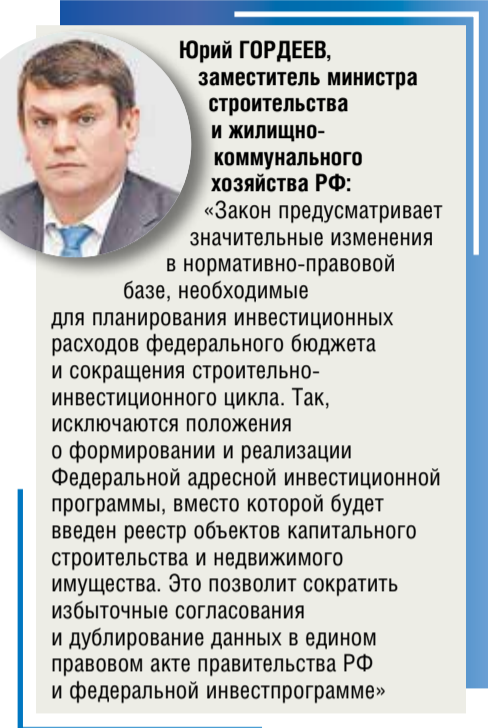 Юрий ГОРДЕЕВ,
заместитель министра
строительства
и жилищно-
коммунального
хозяйства РФ:
«Закон предусматривает
значительные изменения
в нормативно-правовой
базе, необходимые
для планирования инвестиционных
расходов федерального бюджета
и сокращения строительно-
инвестиционного цикла. Так,
исключаются положения
о формировании и реализации
Федеральной адресной инвестиционной
программы, вместо которой будет
введен реестр объектов капитального
строительства и недвижимого
имущества. Это позволит сократить
избыточные согласования
и дублирование данных в едином
правовом акте правительства РФ
и федеральной инвестпрограмме»